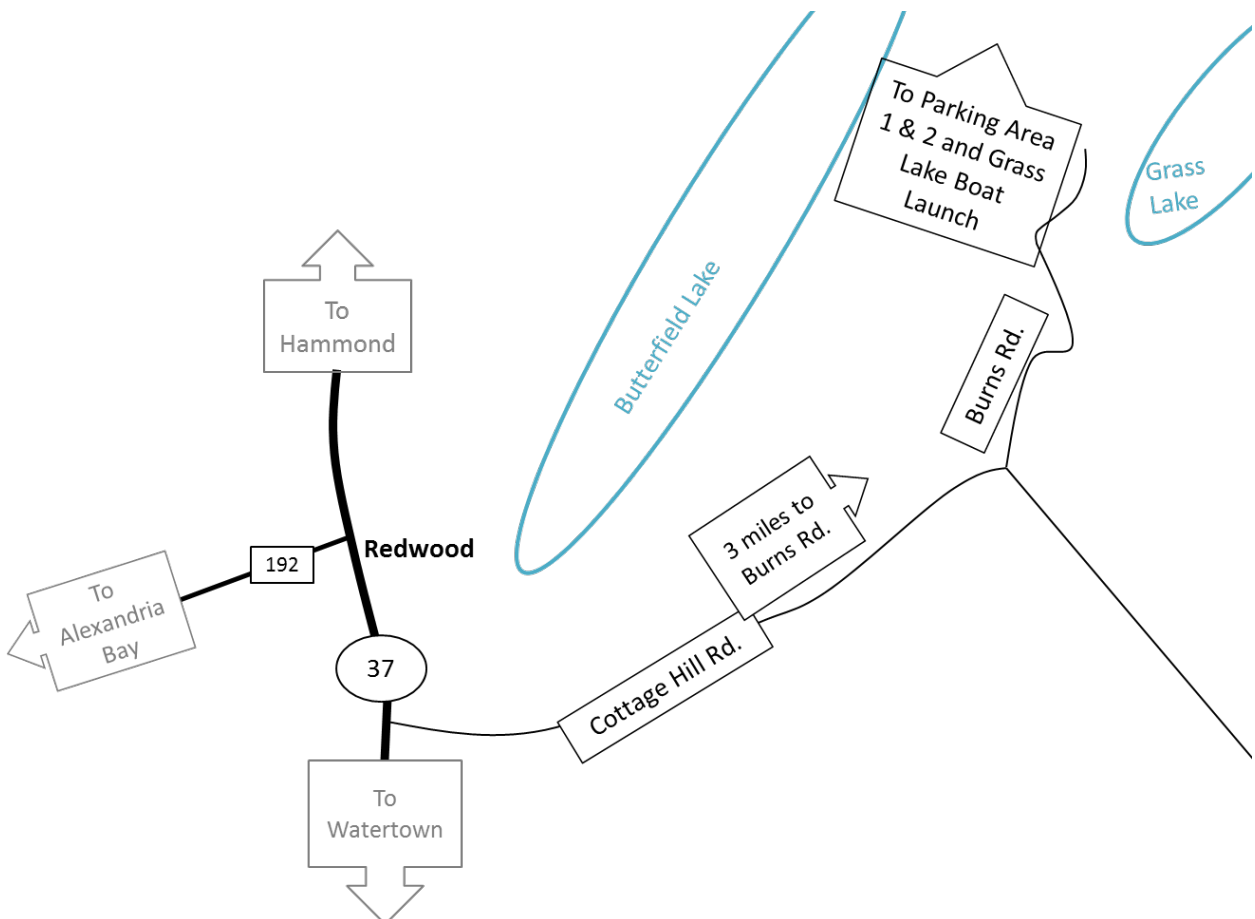 To Parking Area
1 & 2 and Grass
Lake Boat
Launch
Grass
Lake
Butterfield Lake
To
Hammond
Burns Rd.
3 miles to
Burns Rd.
Redwood
192
To
Alexandria
Bay
37
Cottage Hill Rd.
To
Watertown